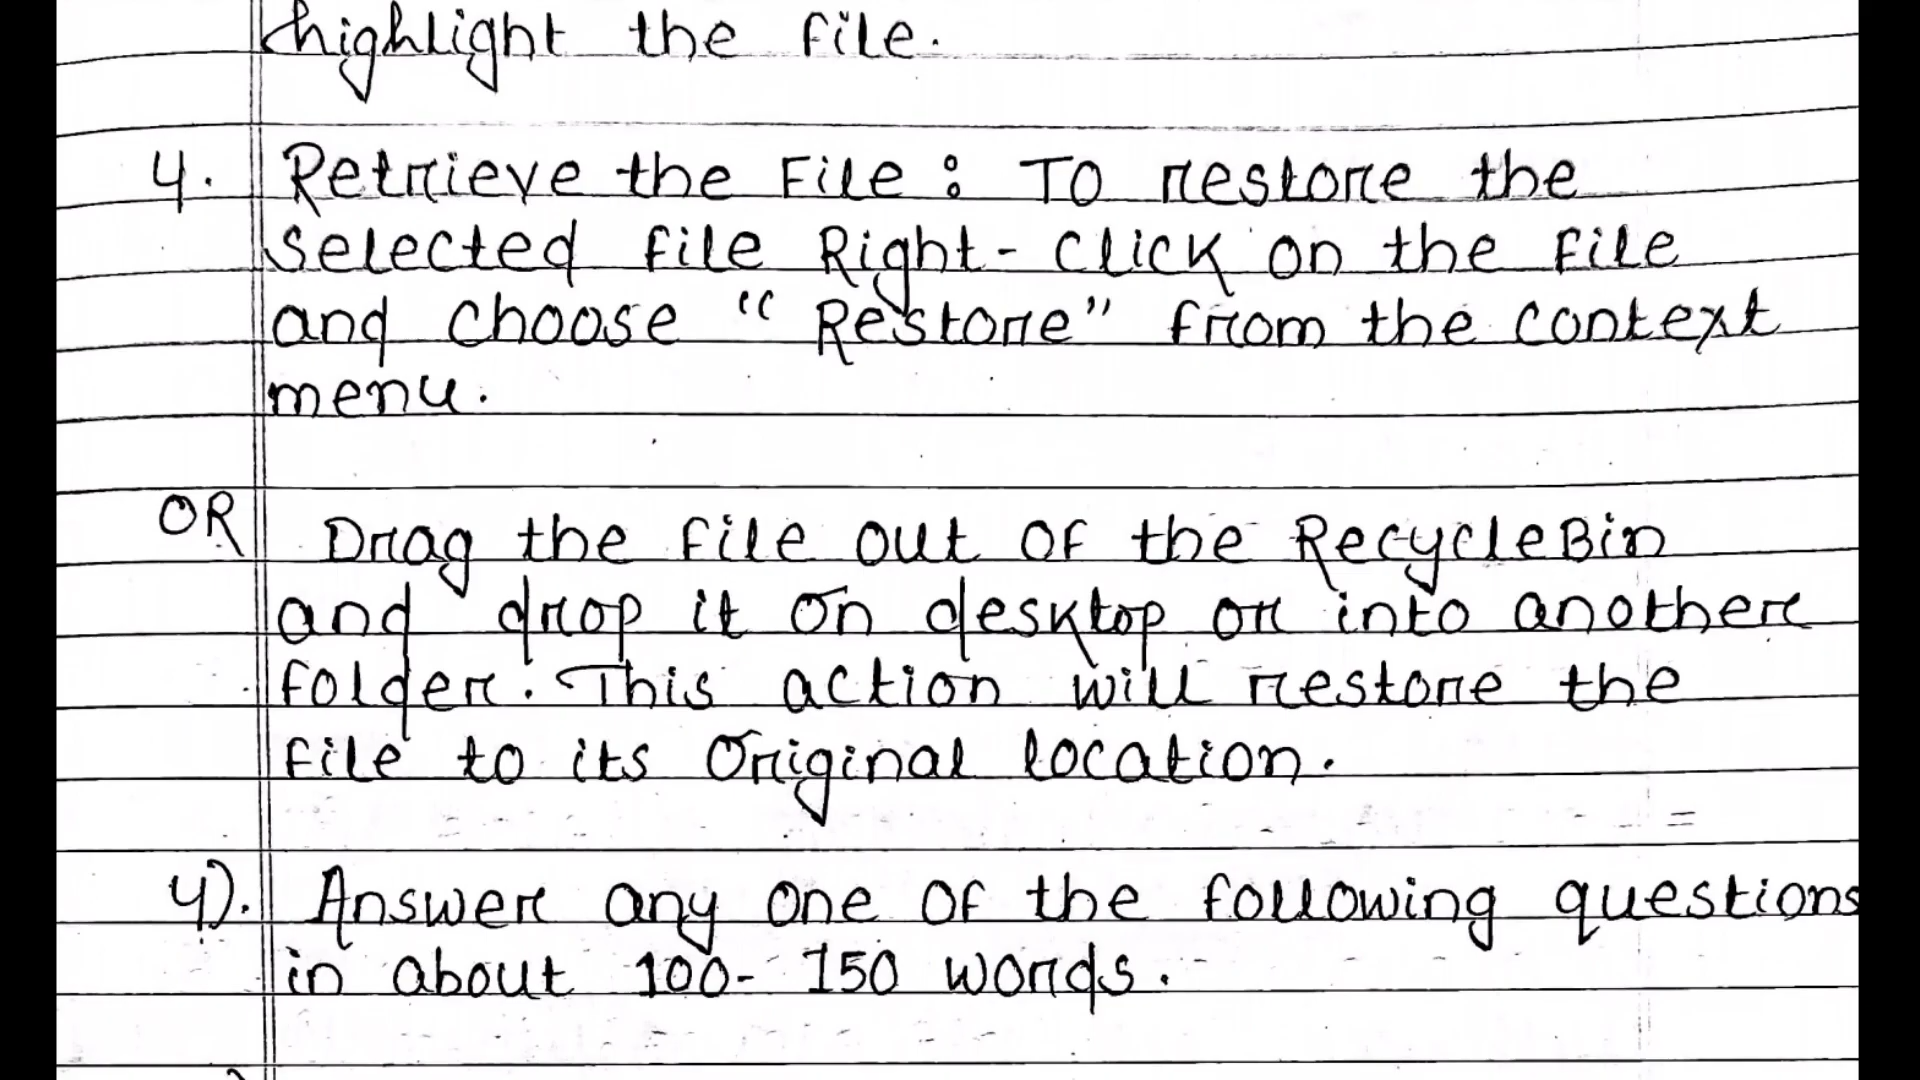 highlight the file.
4. Retrieve the File : To restore the
selected file Right-Click on the file
and choose "Restore" from the context
menu.
OR Drag the file out of the RecycleBin
and drop it on desktop or into another
folder. This action will restore the
file to its Original location.
4). Answer any one of the following questions
in about 100-150 words.